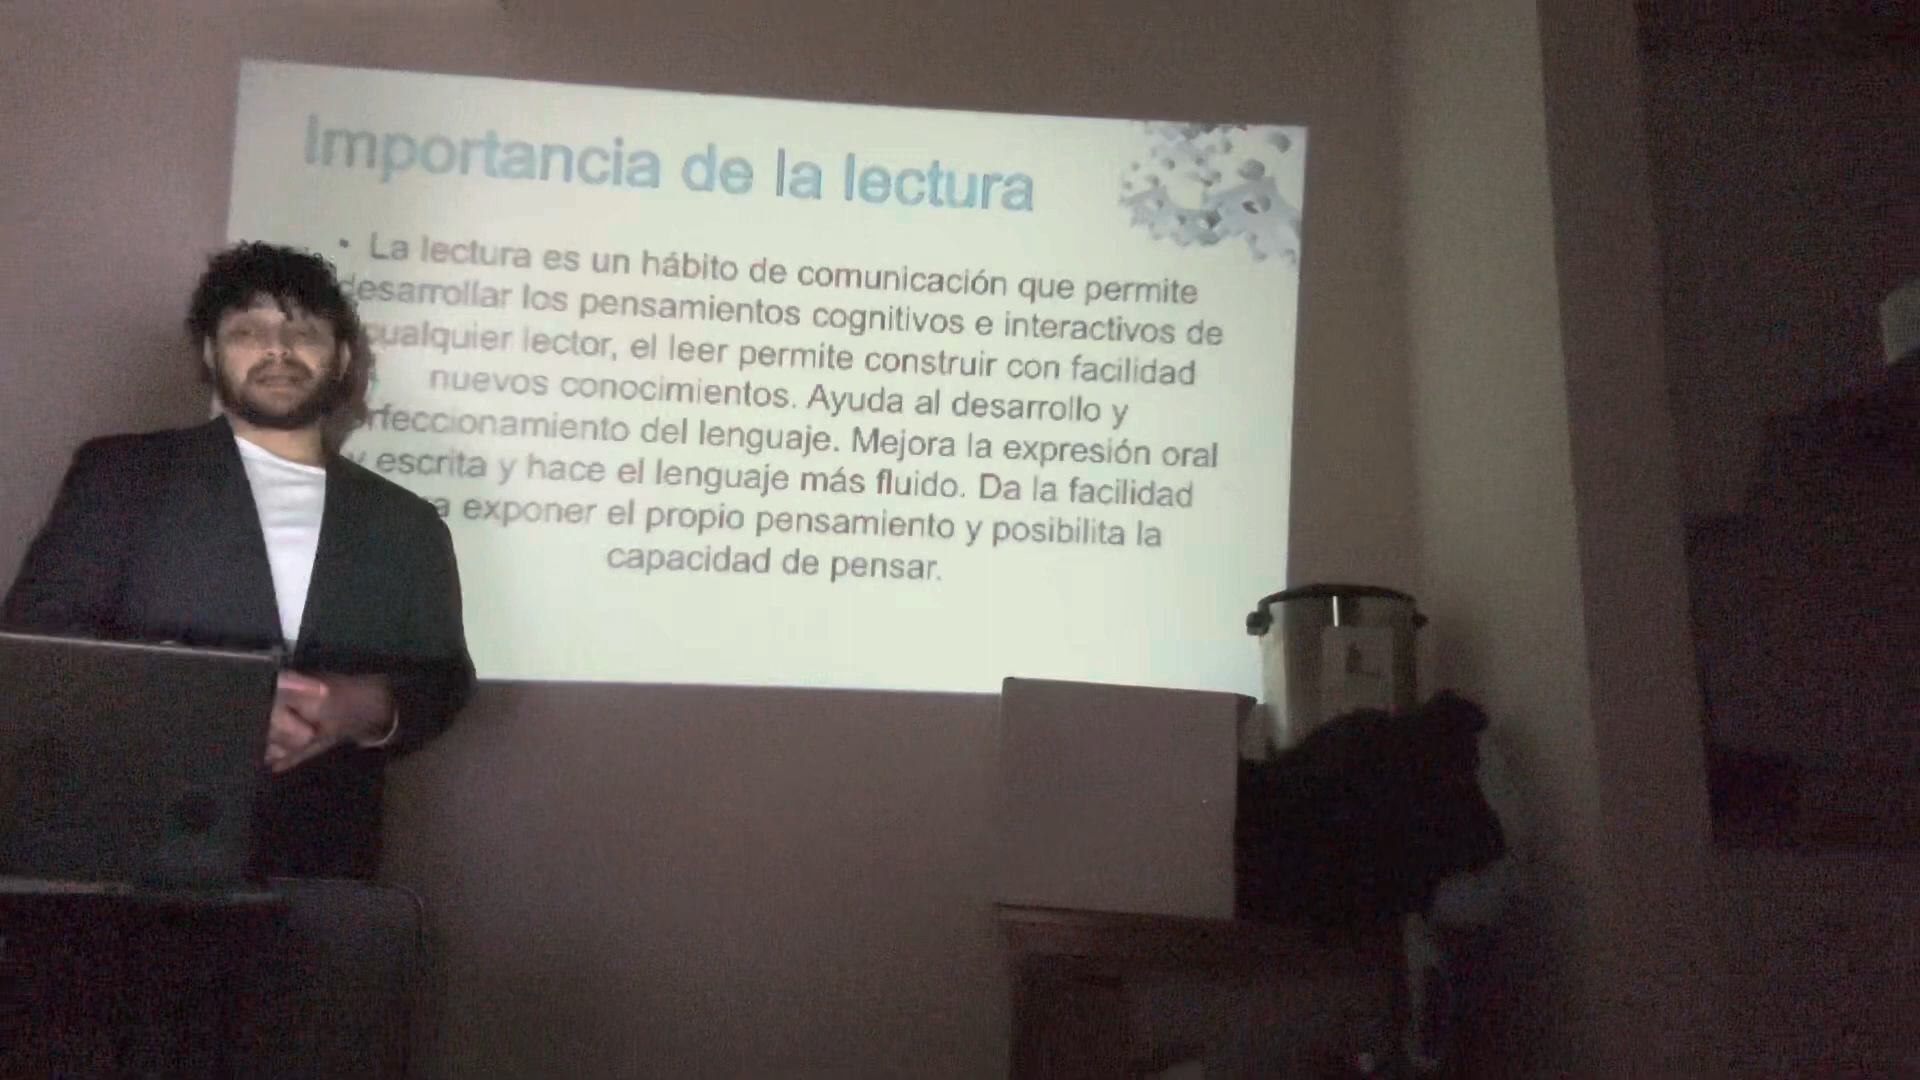 Importancia de la lectura
• La lectura es un hábito de comunicación que permite
desarrollar los pensamientos cognitivos e interactivos de
cualquier lector, el leer permite construir con facilidad
nuevos conocimientos. Ayuda al desarrollo y
rfeccionamiento del lenguaje. Mejora la expresión oral
y escrita y hace el lenguaje más fluido. Da la facilidad
a exponer el propio pensamiento y posibilita la
capacidad de pensar.